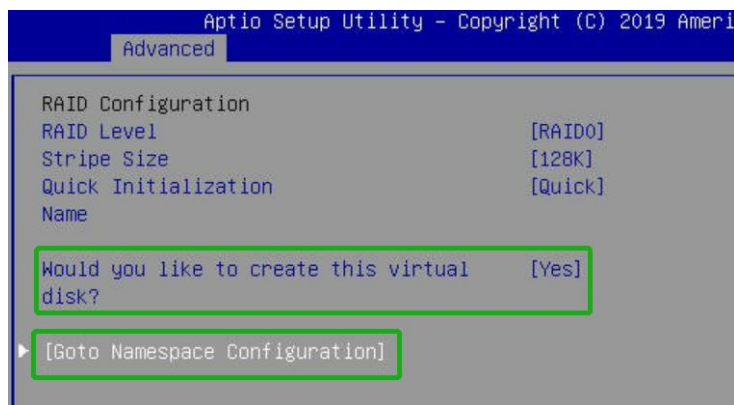 Aptio Setup Utility – Copyright (C) 2019 Ameri
Advanced
RAID Configuration
RAID Level [RAID0]
Stripe Size [128K]
Quick Initialization [Quick]
Name
Would you like to create this virtual [Yes]
disk?
[Goto Namespace Configuration]